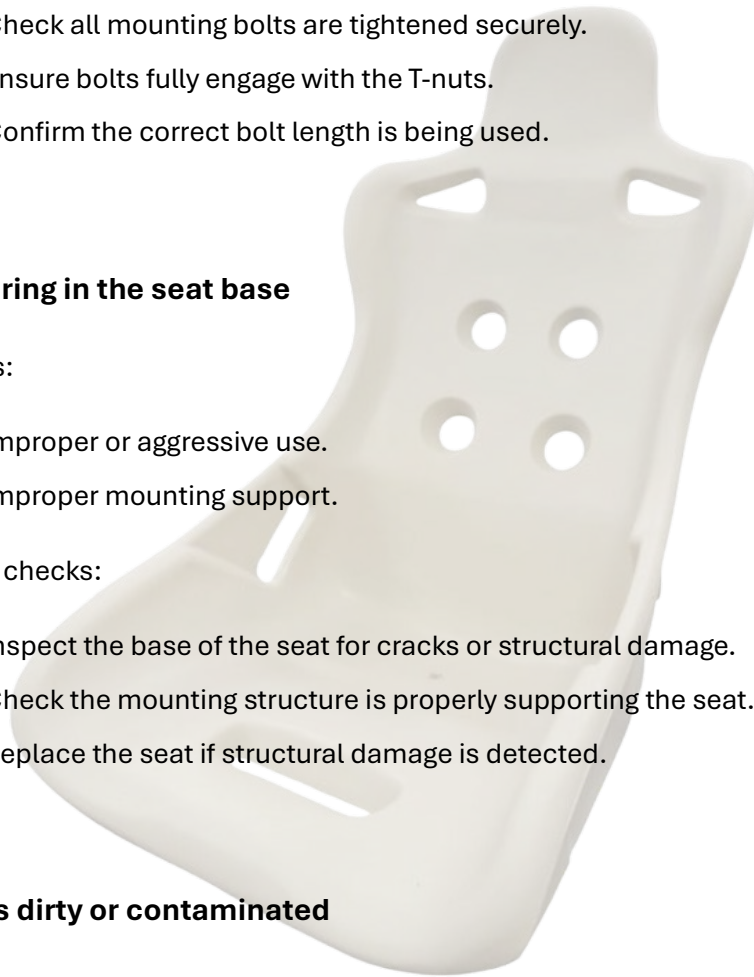 heck all mounting bolts are tightened securely.
nsure bolts fully engage with the T-nuts.
onfirm the correct bolt length is being used.
ring in the seat base
s:
mproper or aggressive use.
mproper mounting support.
checks:
nspect the base of the seat for cracks or structural damage.
Check the mounting structure is properly supporting the seat.
eplace the seat if structural damage is detected.
s dirty or contaminated